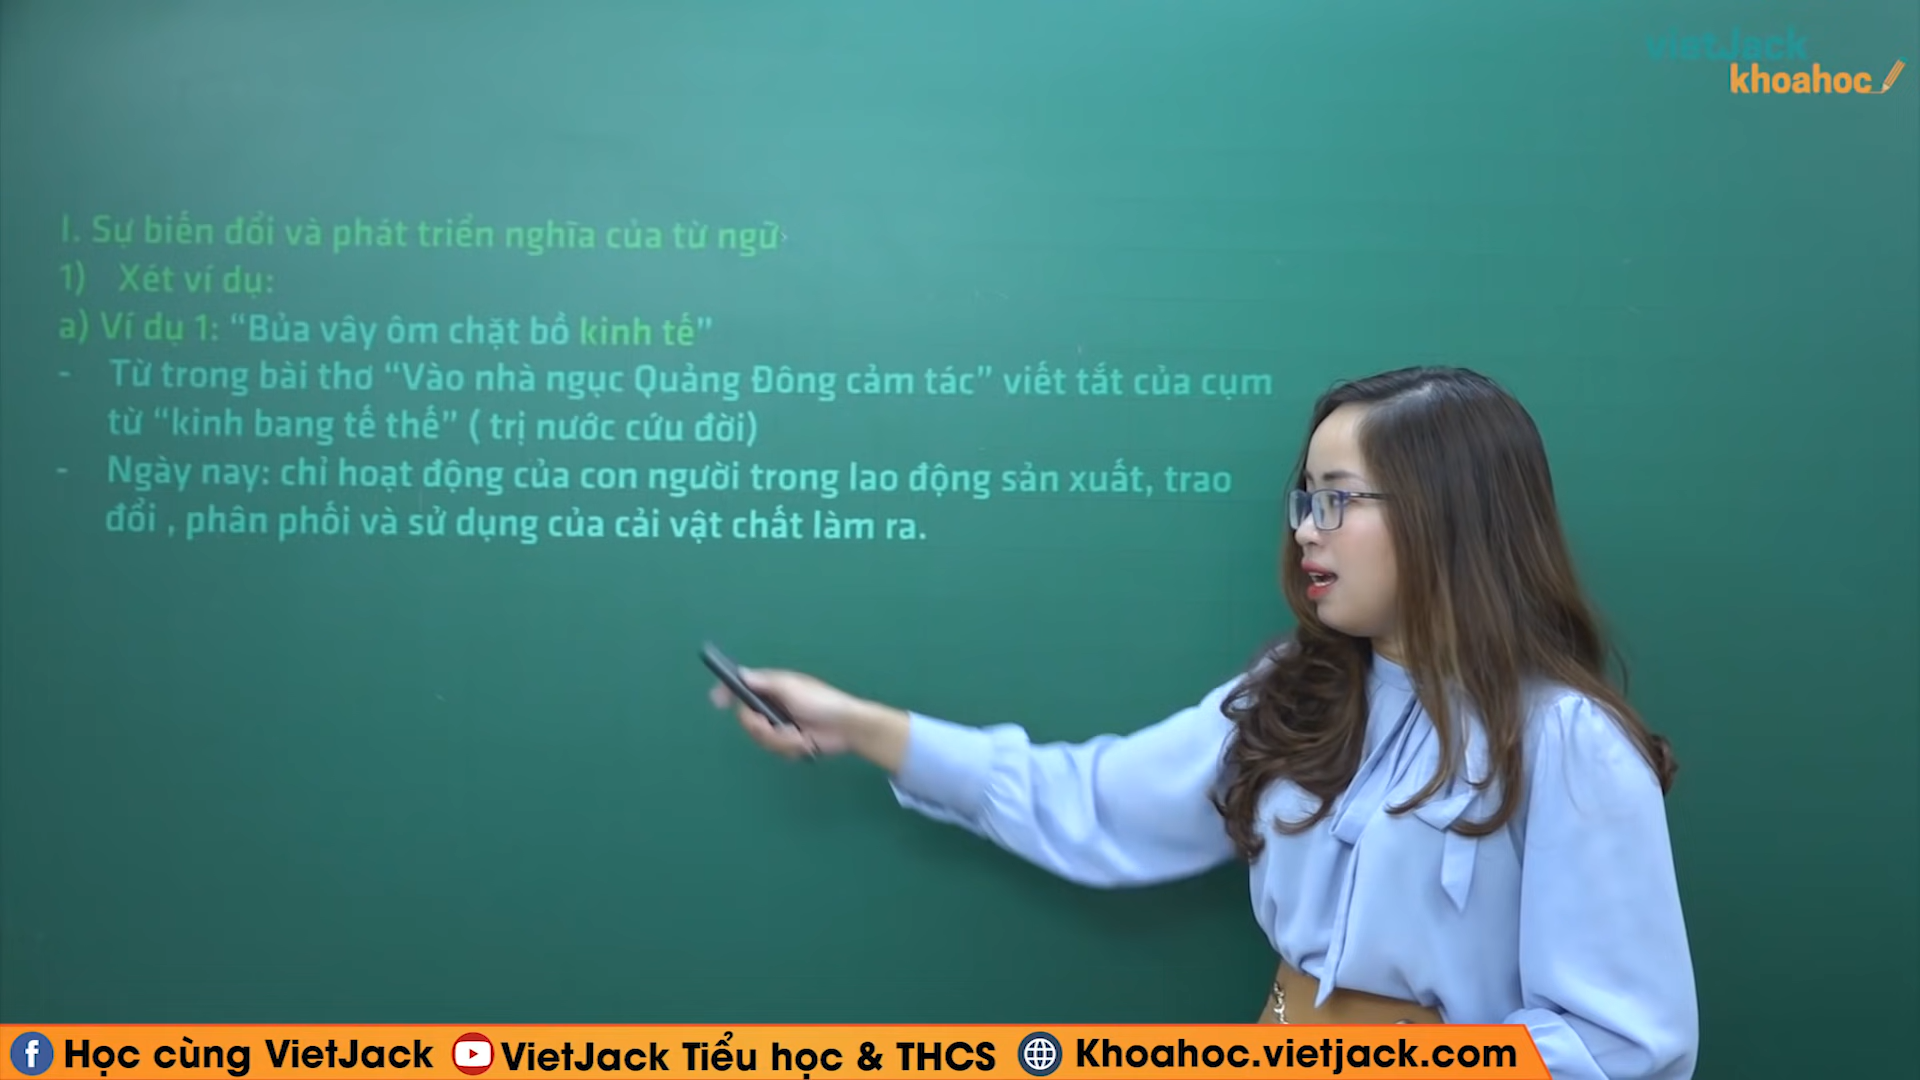 vietJack
khoahoc
I. Sự biến đổi và phát triển nghĩa của từ ngữ
1) Xét ví dụ:
a) Ví dụ 1: “Bủa vây ôm chặt bồ kinh tế”
- Từ trong bài thơ “Vào nhà ngục Quảng Đông cảm tác” viết tắt của cụm
từ “kinh bang tế thế” ( trị nước cứu đời)
- Ngày nay: chỉ hoạt động của con người trong lao động sản xuất, trao
đổi , phân phối và sử dụng của cải vật chất làm ra.
Học cùng VietJack VietJack Tiểu học & THCS Khoahoc.vietjack.com